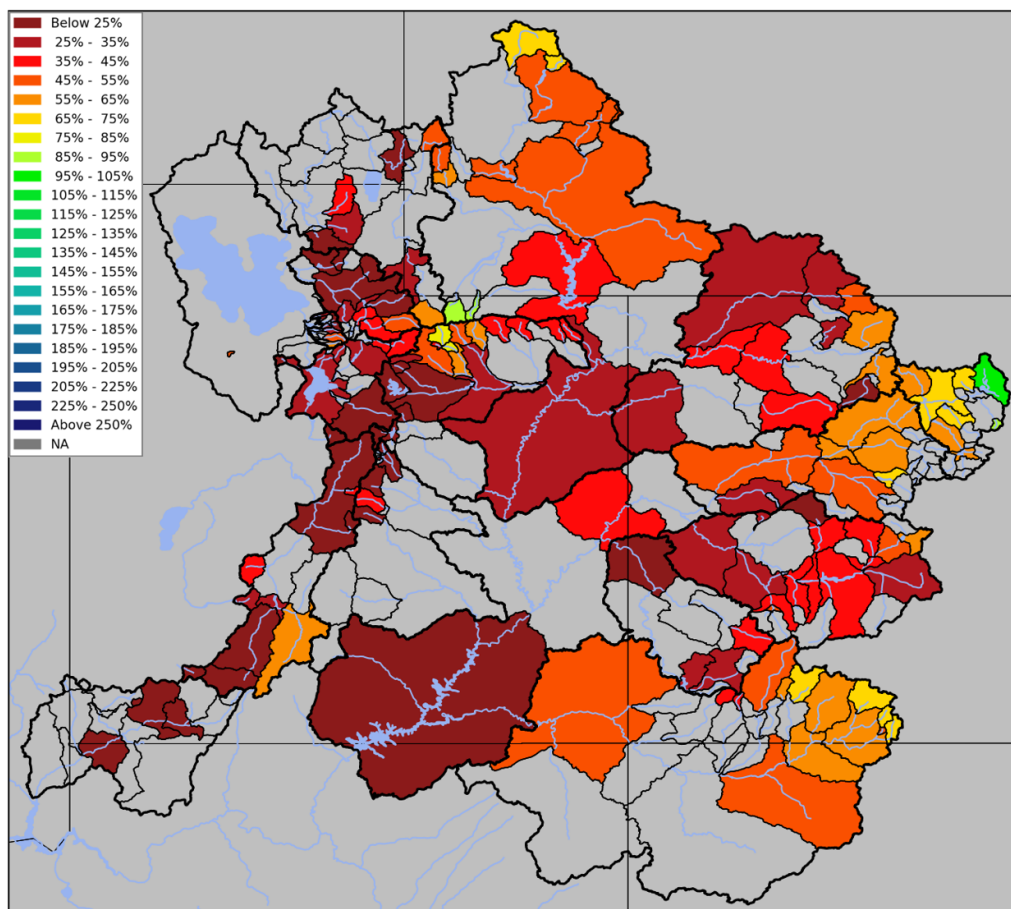 Below 25%
25% - 35%
35% - 45%
45% - 55%
55% - 65%
65% - 75%
75% - 85%
85% - 95%
95% - 105%
105% - 115%
115% - 125%
125% - 135%
135% - 145%
145% - 155%
155% - 165%
165% - 175%
175% - 185%
185% - 195%
195% - 205%
205% - 225%
225% - 250%
Above 250%
NA